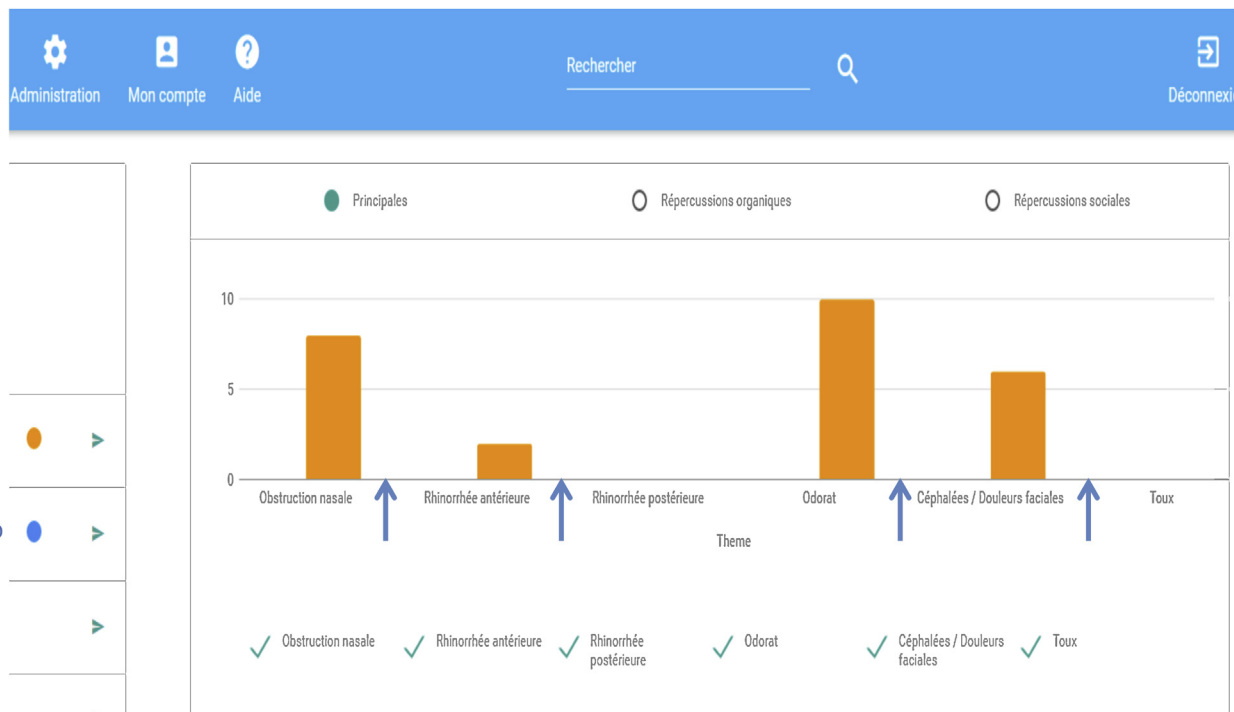 Administration
Mon compte
Aide
Rechercher
Principales
Répercussions organiques
Répercussions sociales
10
5
0
Obstruction nasale
Rhinorrhée antérieure
Rhinorrhée postérieure
Odorat
Céphalées / Douleurs faciales
Toux
Theme
Obstruction nasale
Rhinorrhée antérieure
Rhinorrhée
postérieure
Odorat
Céphalées / Douleurs
faciales
Toux